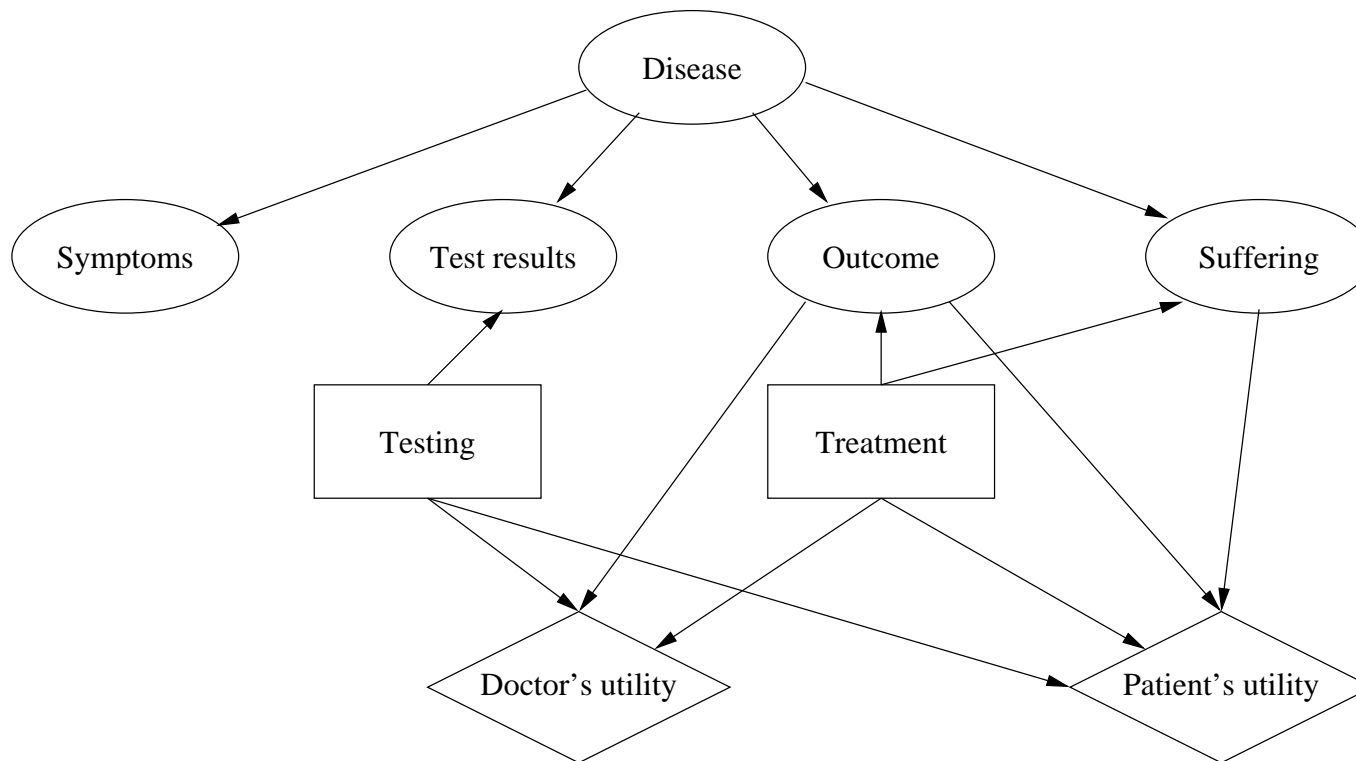 Disease
Symptoms
Test results
Outcome
Suffering
Testing
Treatment
Doctor’s utility
Patient’s utility